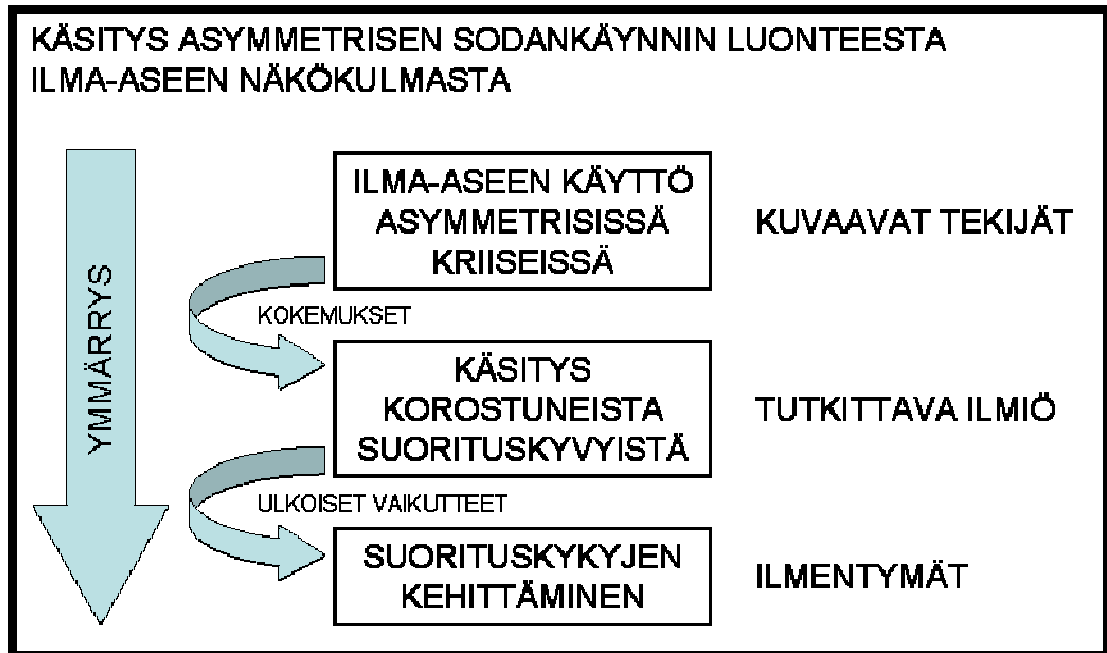 KÄSITYS ASYMMETRISEN SODANKÄYNNIN LUONTEESTA
ILMA-ASEEN NÄKÖKULMASTA
YMMÄRRYS
ILMA-ASEEN KÄYTTÖ
ASYMMETRISISSÄ
KRIISEISSÄ
KUVAAVAT TEKIJÄT
KOKEMUKSET
KÄSITYS
KOROSTUNEISTA
SUORITUSKYVYISTÄ
TUTKITTAVA ILMIÖ
ULKOISET VAIKUTTEET
SUORITUSKYKYJEN
KEHITTÄMINEN
ILMENTYMÄT